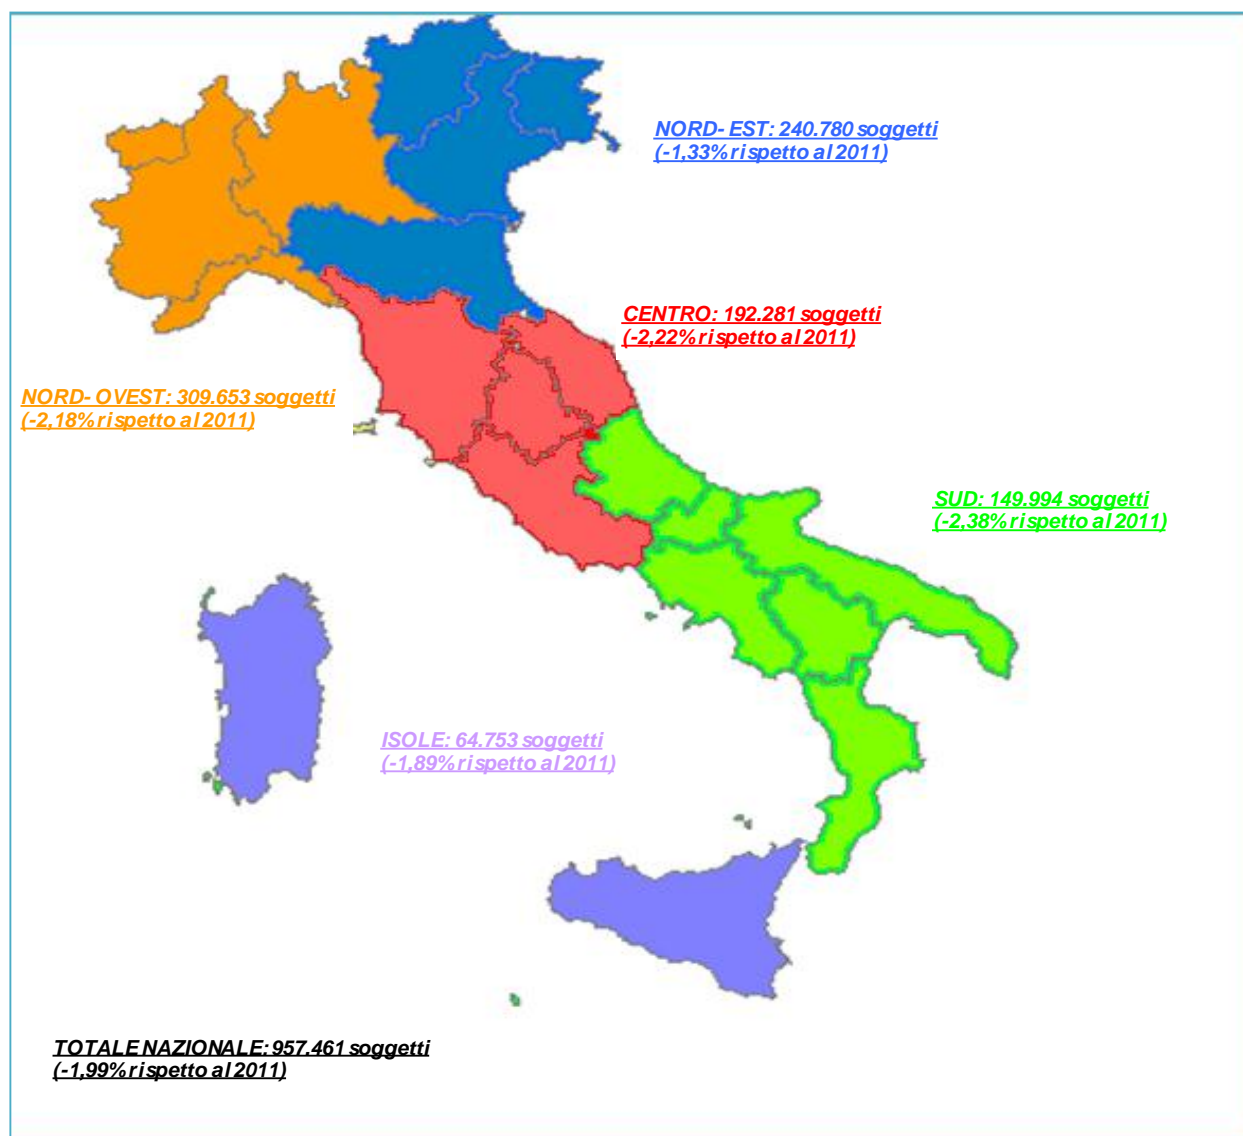 NORD- EST: 240.780 soggetti
(-1,33% rispetto al 2011)
CENTRO: 192.281 soggetti
(-2,22% rispetto al 2011)
NORD- OVEST: 309.653 soggetti
(-2,18% rispetto al 2011)
SUD: 149.994 soggetti
(-2,38% rispetto al 2011)
ISOLE: 64.753 soggetti
(-1,89% rispetto al 2011)
TOTALE NAZIONALE: 957.461 soggetti
(-1,99% rispetto al 2011)